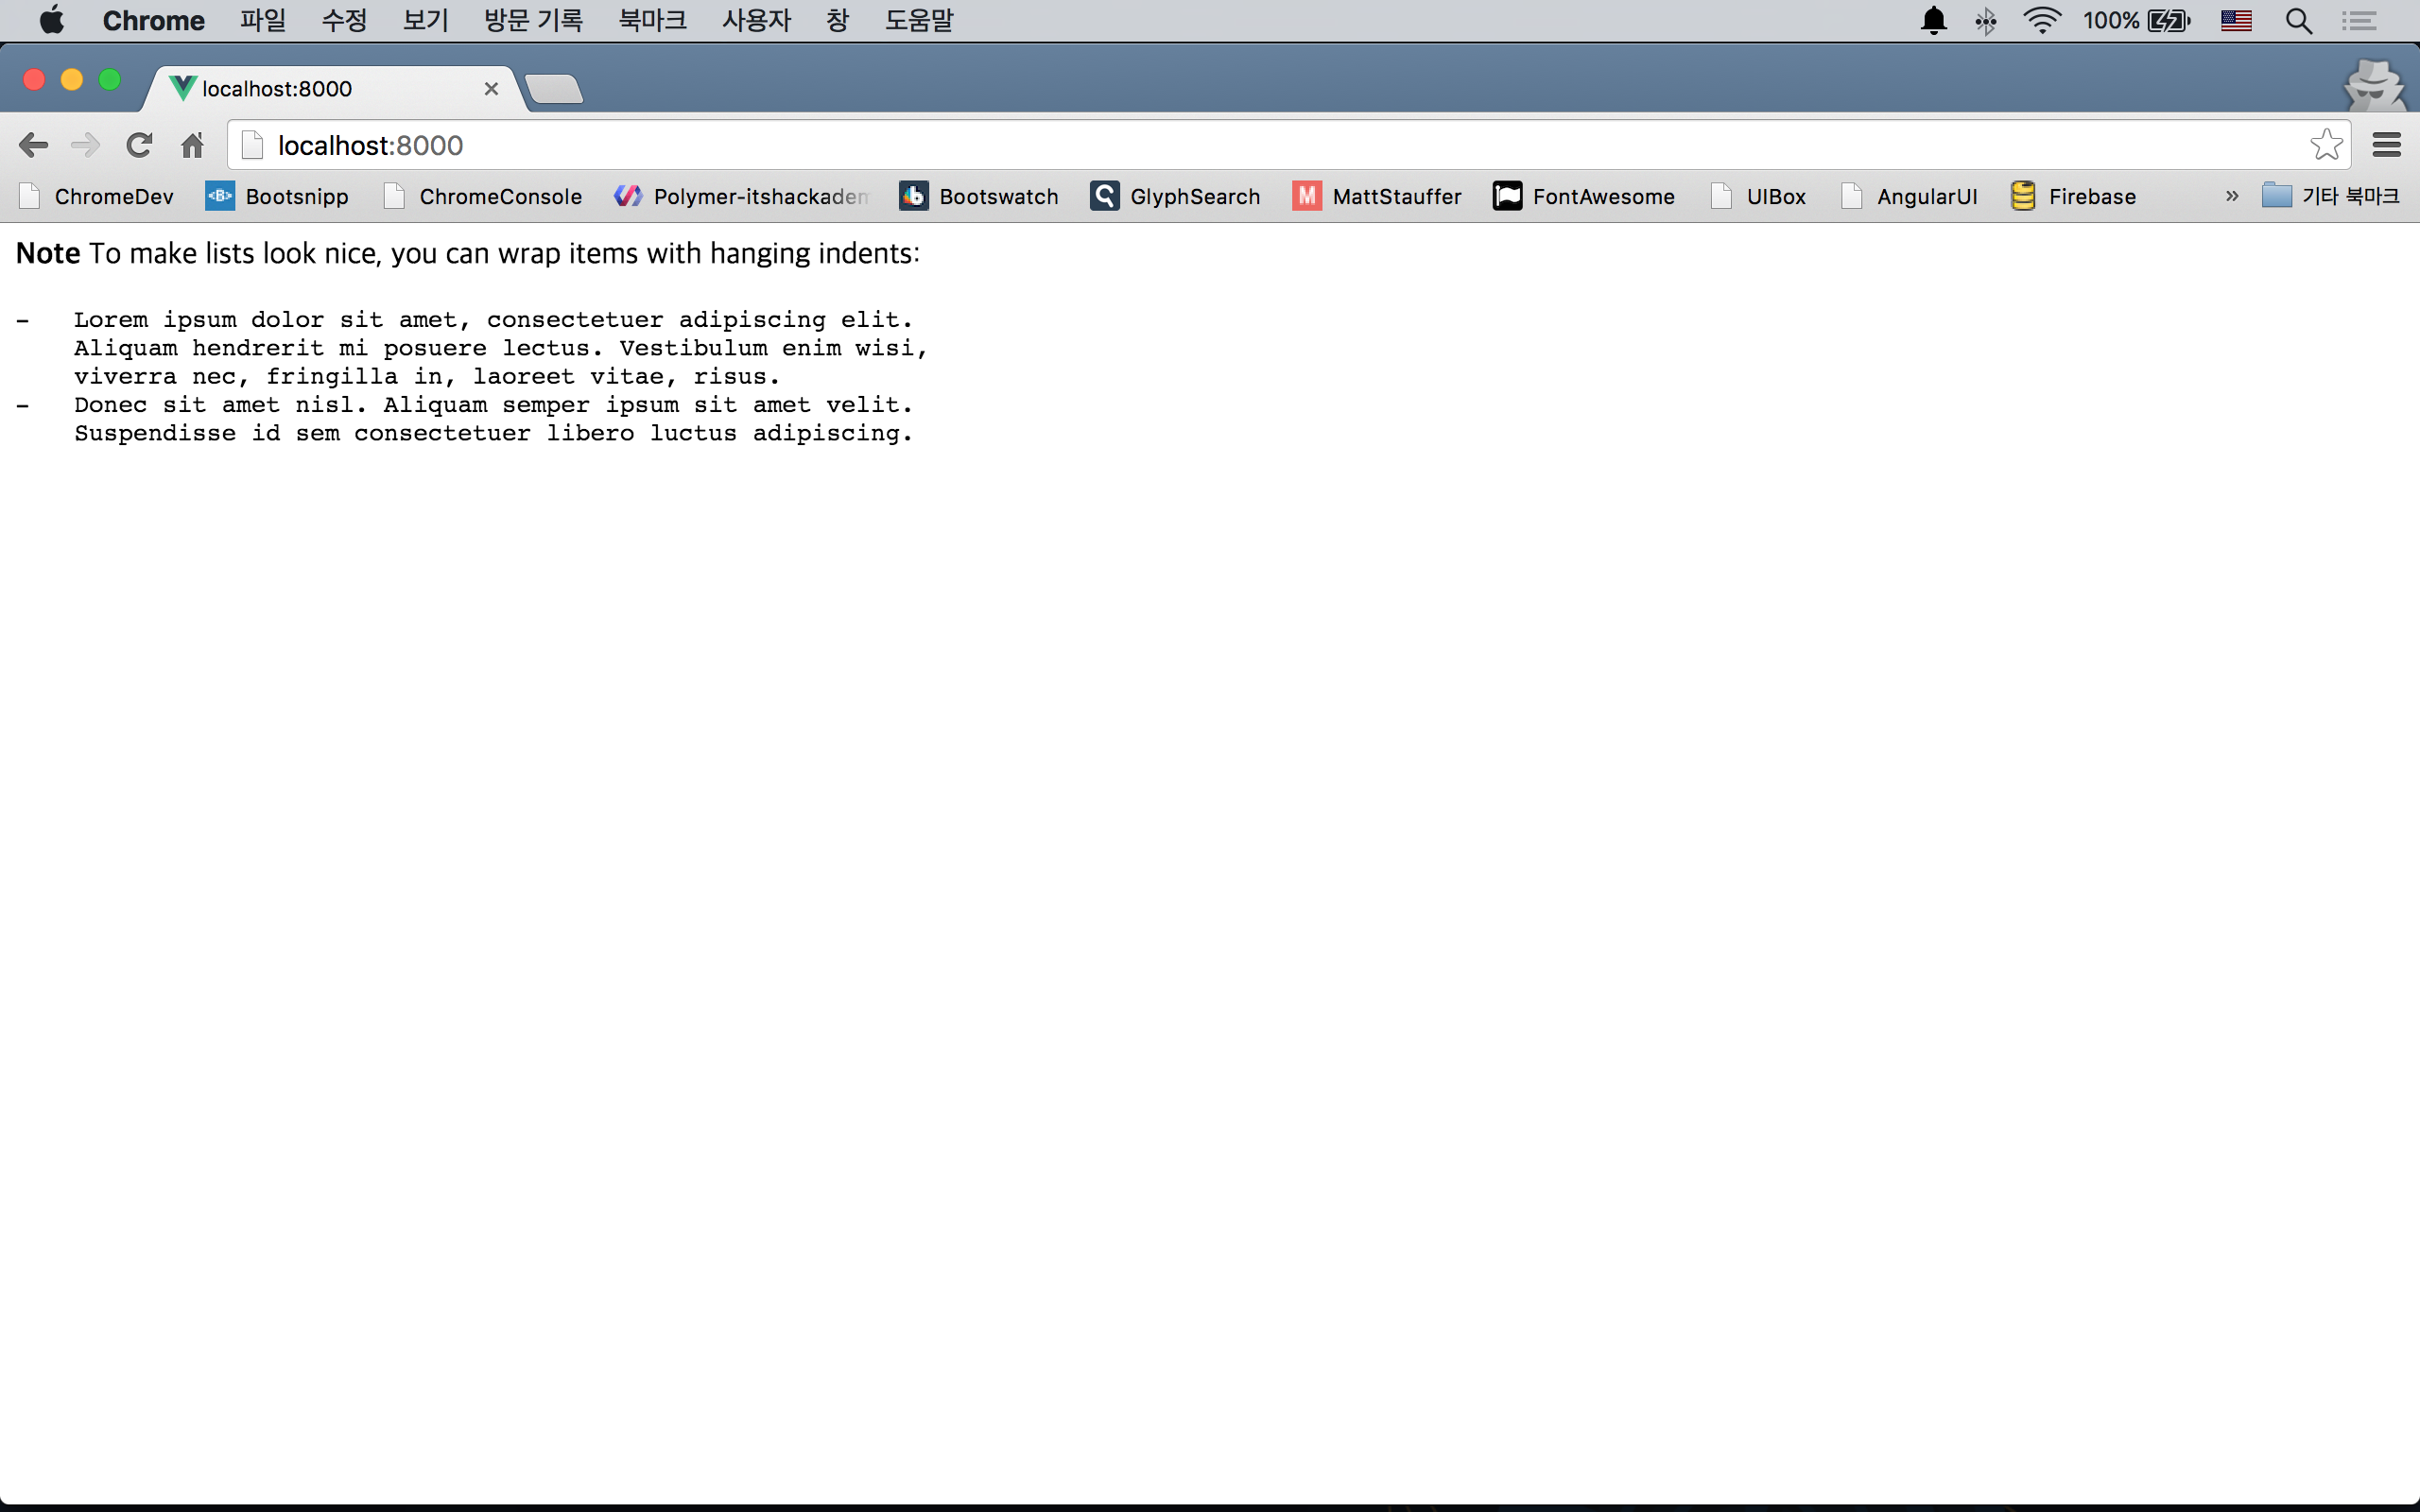 Chrome 파일 수정 보기 방문 기록 북마크 사용자 창 도움말 100%
localhost:8000
localhost:8000
ChromeDev Bootsnipp ChromeConsole Polymer-itshackadem Bootswatch GlyphSearch M MattStauffer FontAwesome UIBox AngularUI Firebase » 기타 북마크
Note To make lists look nice, you can wrap items with hanging indents:
-   Lorem ipsum dolor sit amet, consectetuer adipiscing elit.
Aliquam hendrerit mi posuere lectus. Vestibulum enim wisi,
viverra nec, fringilla in, laoreet vitae, risus.
-   Donec sit amet nisl. Aliquam semper ipsum sit amet velit.
Suspendisse id sem consectetuer libero luctus adipiscing.